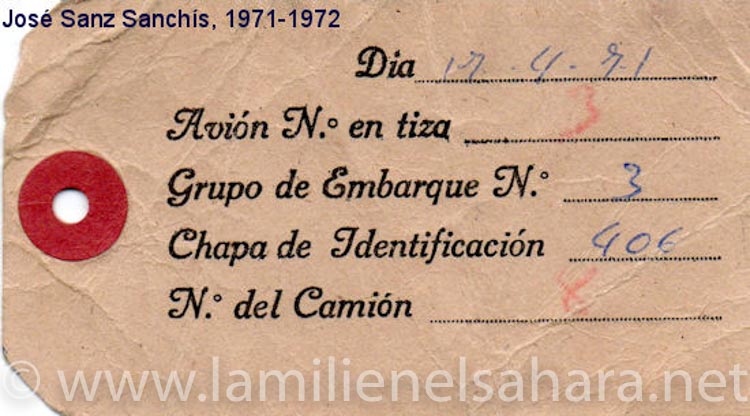 José Sanz Sanchís, 1971-1972
Dia 17-4-71
Avión N.º en tiza 3
Grupo de Embarque N.º 3
Chapa de Identificación 406
N.º del Camión
© www.lamilienelsahara.net